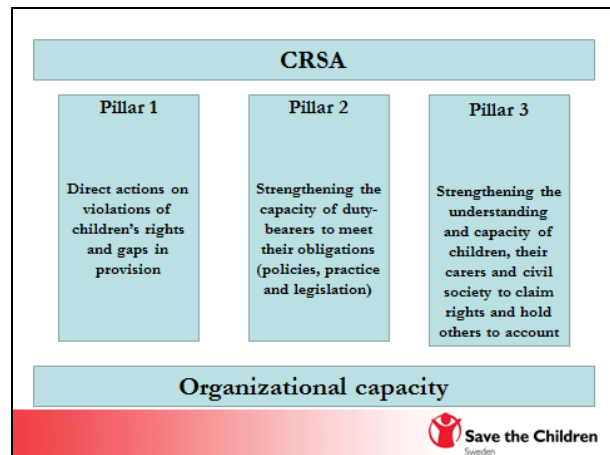 CRSA
Pillar 1
Direct actions on
violations of
children's rights
and gaps in
provision
Pillar 2
Strengthening the
capacity of duty-
bearers to meet
their obligations
(policies, practice
and legislation)
Pillar 3
Strengthening the
understanding
and capacity of
children, their
carers and civil
society to claim
rights and hold
others to account
Organizational capacity
Save the Children
Sweden